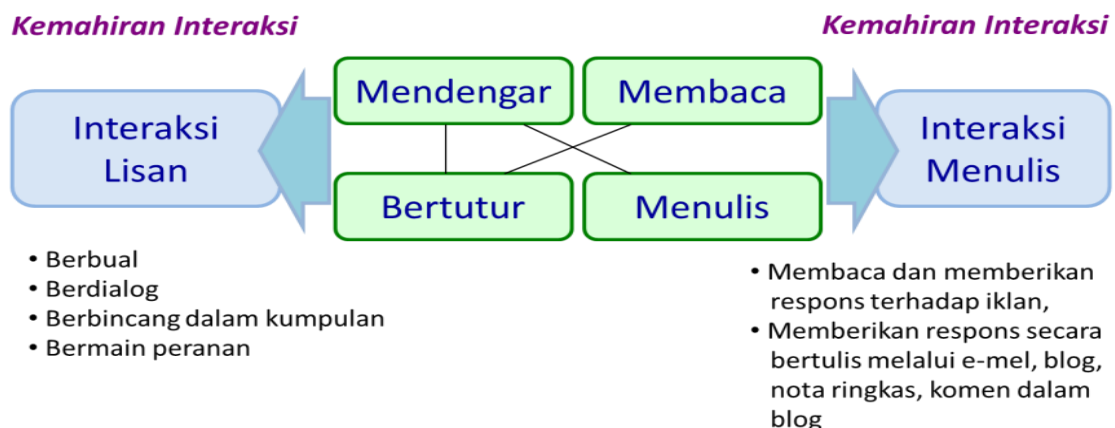 Kemahiran Interaksi
Kemahiran Interaksi
Mendengar
Membaca
Interaksi
Lisan
Interaksi
Menulis
Bertutur
Menulis
• Berbual
• Berdialog
• Berbincang dalam kumpulan
• Bermain peranan
• Membaca dan memberikan
respons terhadap iklan,
• Memberikan respons secara
bertulis melalui e-mel, blog,
nota ringkas, komen dalam
blog